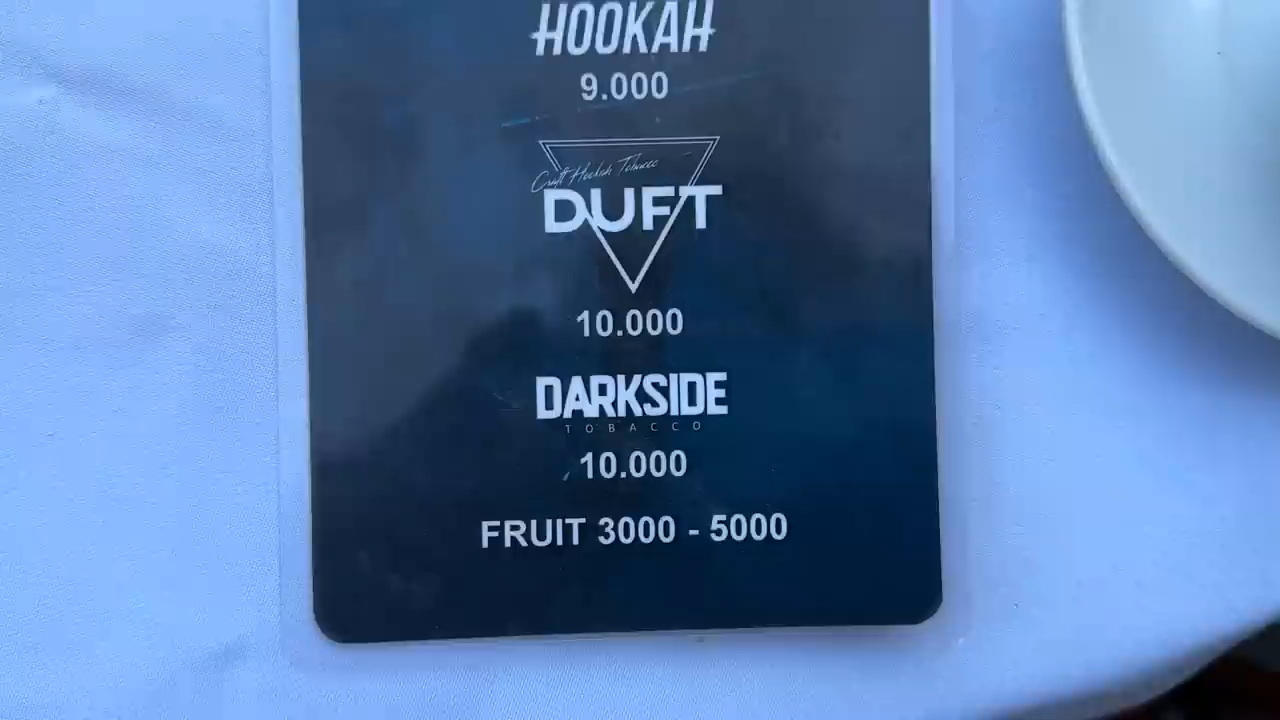 HOOKAH
9.000
Craft Hookah Tobacco
DUFT
10.000
DARKSIDE
TOBACCO
10.000
FRUIT 3000 - 5000